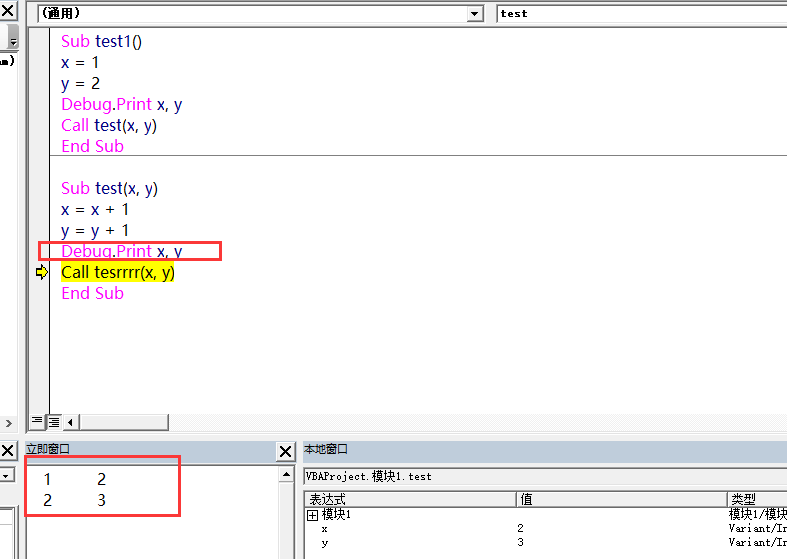 (通用)
test
Sub test1()
x = 1
y = 2
Debug.Print x, y
Call test(x, y)
End Sub
Sub test(x, y)
x = x + 1
y = y + 1
Debug.Print x, y
Call tesrrrr(x, y)
End Sub
立即窗口
1 2
2 3
本地窗口
VBAProject.模块1.test
表达式 值 类型
模块1 模块1/模块
x 2 Variant/In
y 3 Variant/In